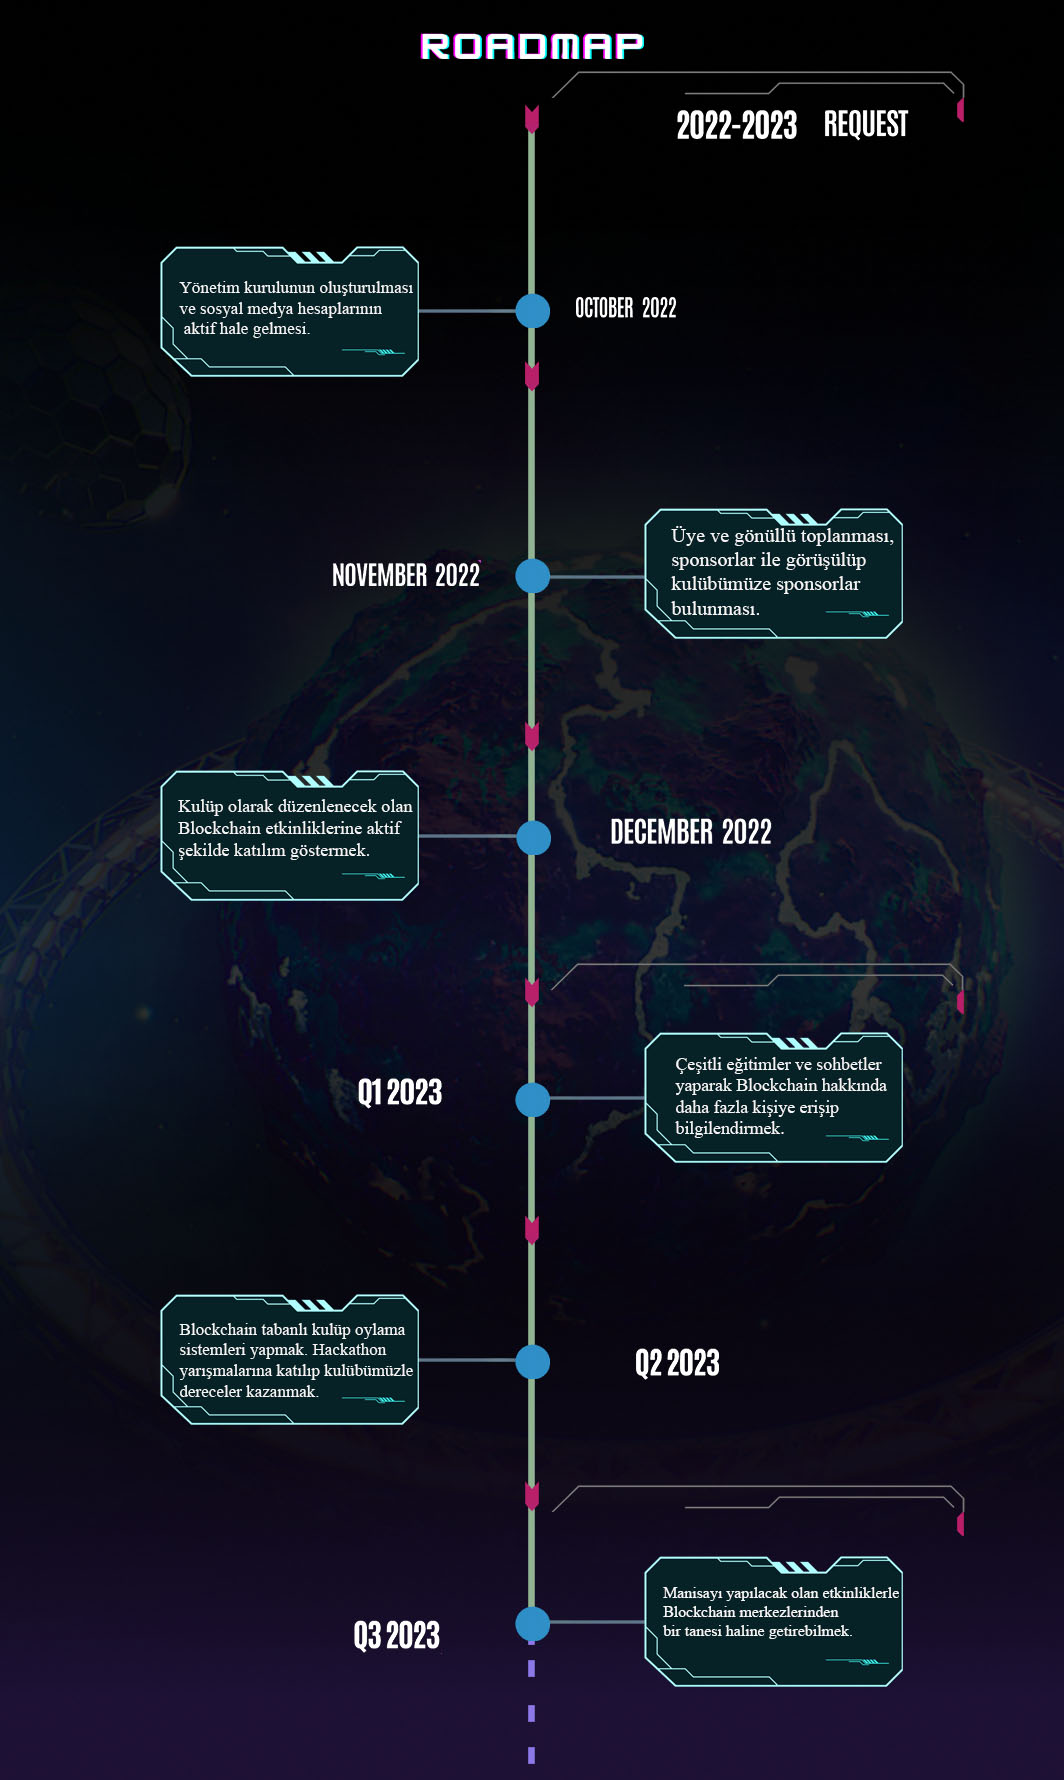 ROADMAP
2022-2023 REQUEST
Yönetim kurulunun oluşturulması
ve sosyal medya hesaplarının
aktif hale gelmesi.
OCTOBER 2022
NOVEMBER 2022
Üye ve gönüllü toplanması,
sponsorlar ile görüşülüp
kulübümüze sponsorlar
bulunması.
Kulüp olarak düzenlenecek olan
Blockchain etkinliklerine aktif
şekilde katılım göstermek.
DECEMBER 2022
Q1 2023
Çeşitli eğitimler ve sohbetler
yaparak Blockchain hakkında
daha fazla kişiye erişip
bilgilendirmek.
Blockchain tabanlı kulüp oylama
sistemleri yapmak. Hackathon
yarışmalarına katılıp kulübümüzle
dereceler kazanmak.
Q2 2023
Q3 2023
Manisayı yapılacak olan etkinliklerle
Blockchain merkezlerinden
bir tanesi haline getirebilmek.